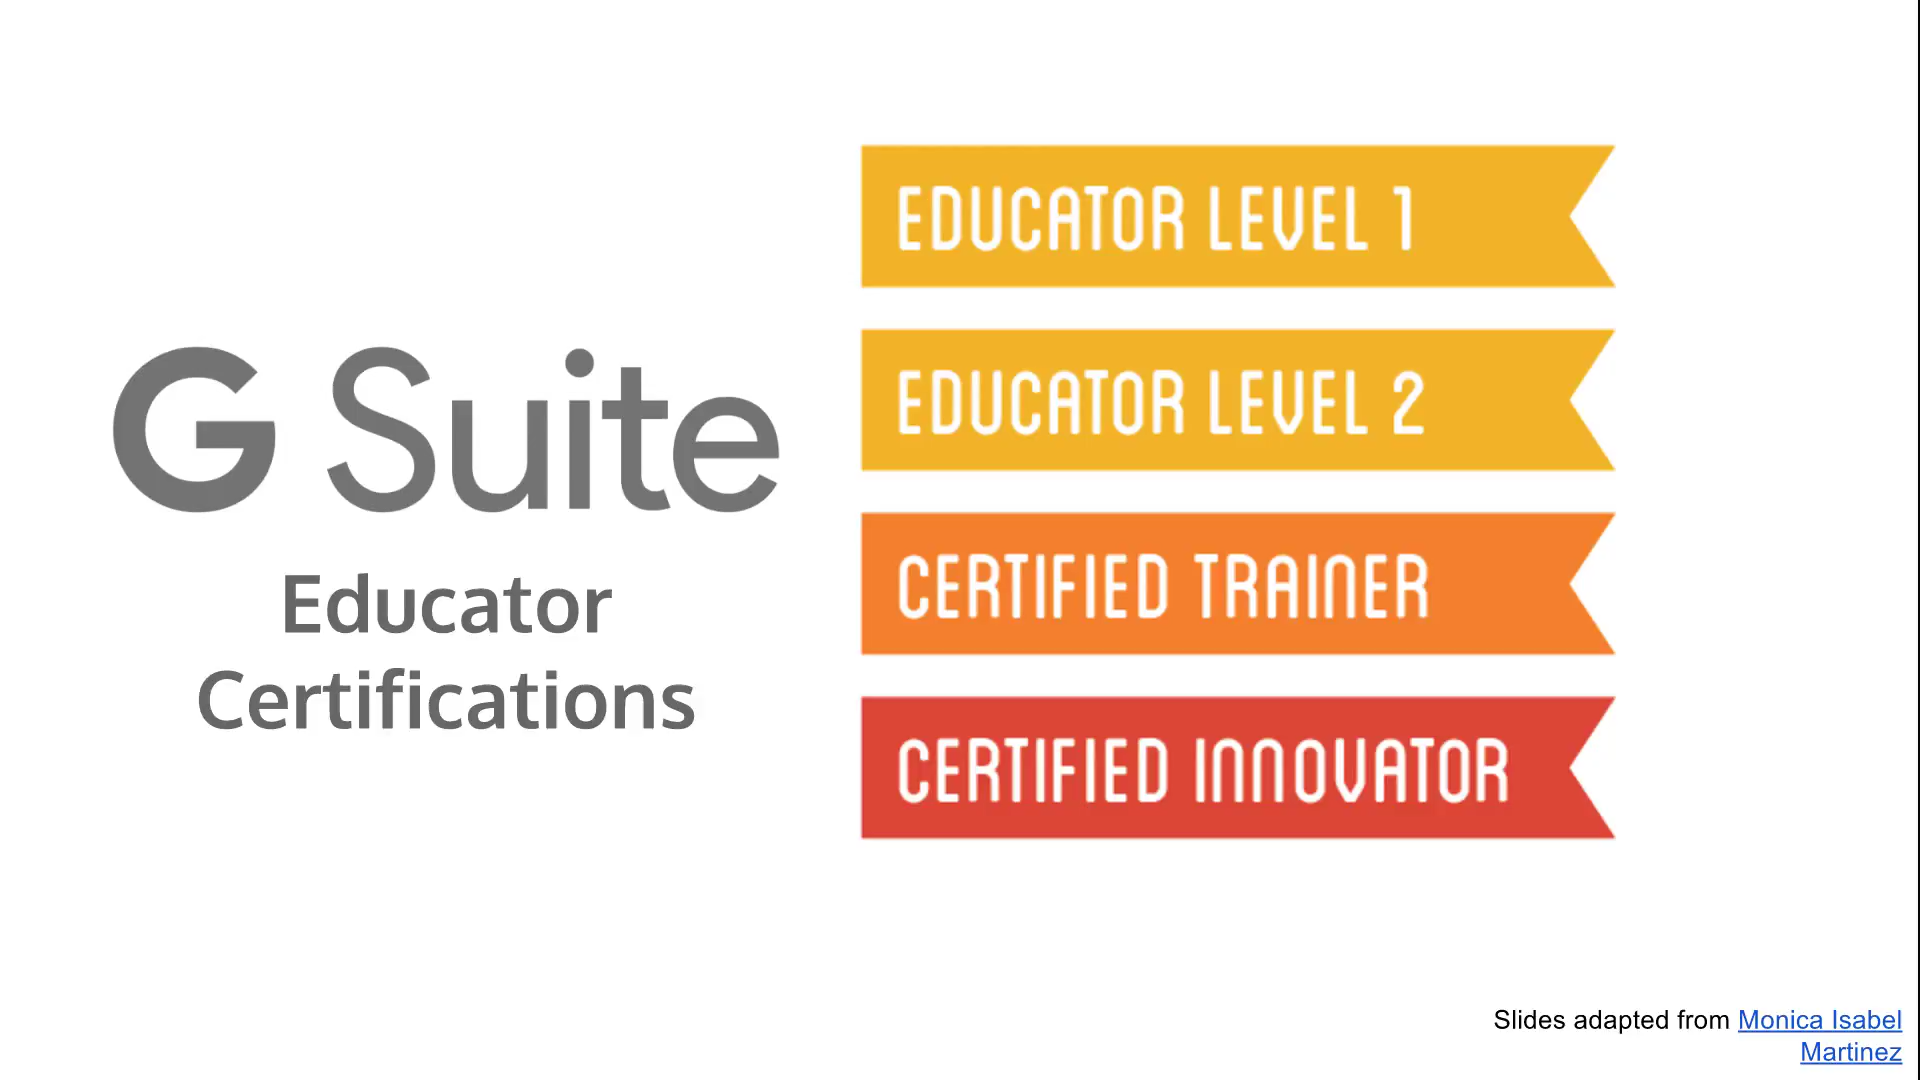 G Suite
Educator
Certifications
EDUCATOR LEVEL 1
EDUCATOR LEVEL 2
CERTIFIED TRAINER
CERTIFIED INNOVATOR
Slides adapted from Monica Isabel
Martinez